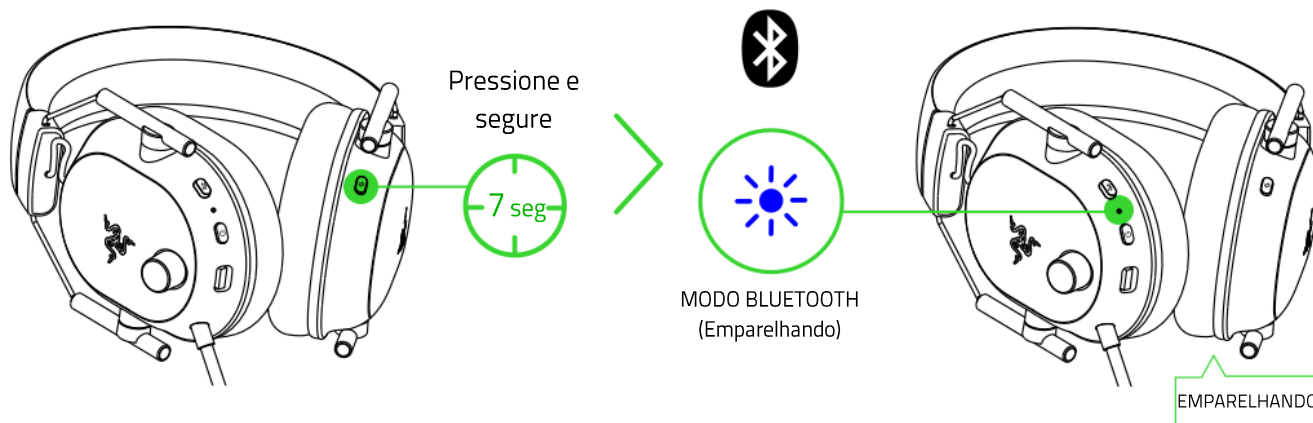 Pressione e
segure
7 seg
MODO BLUETOOTH
(Emparelhando)
EMPARELHANDO